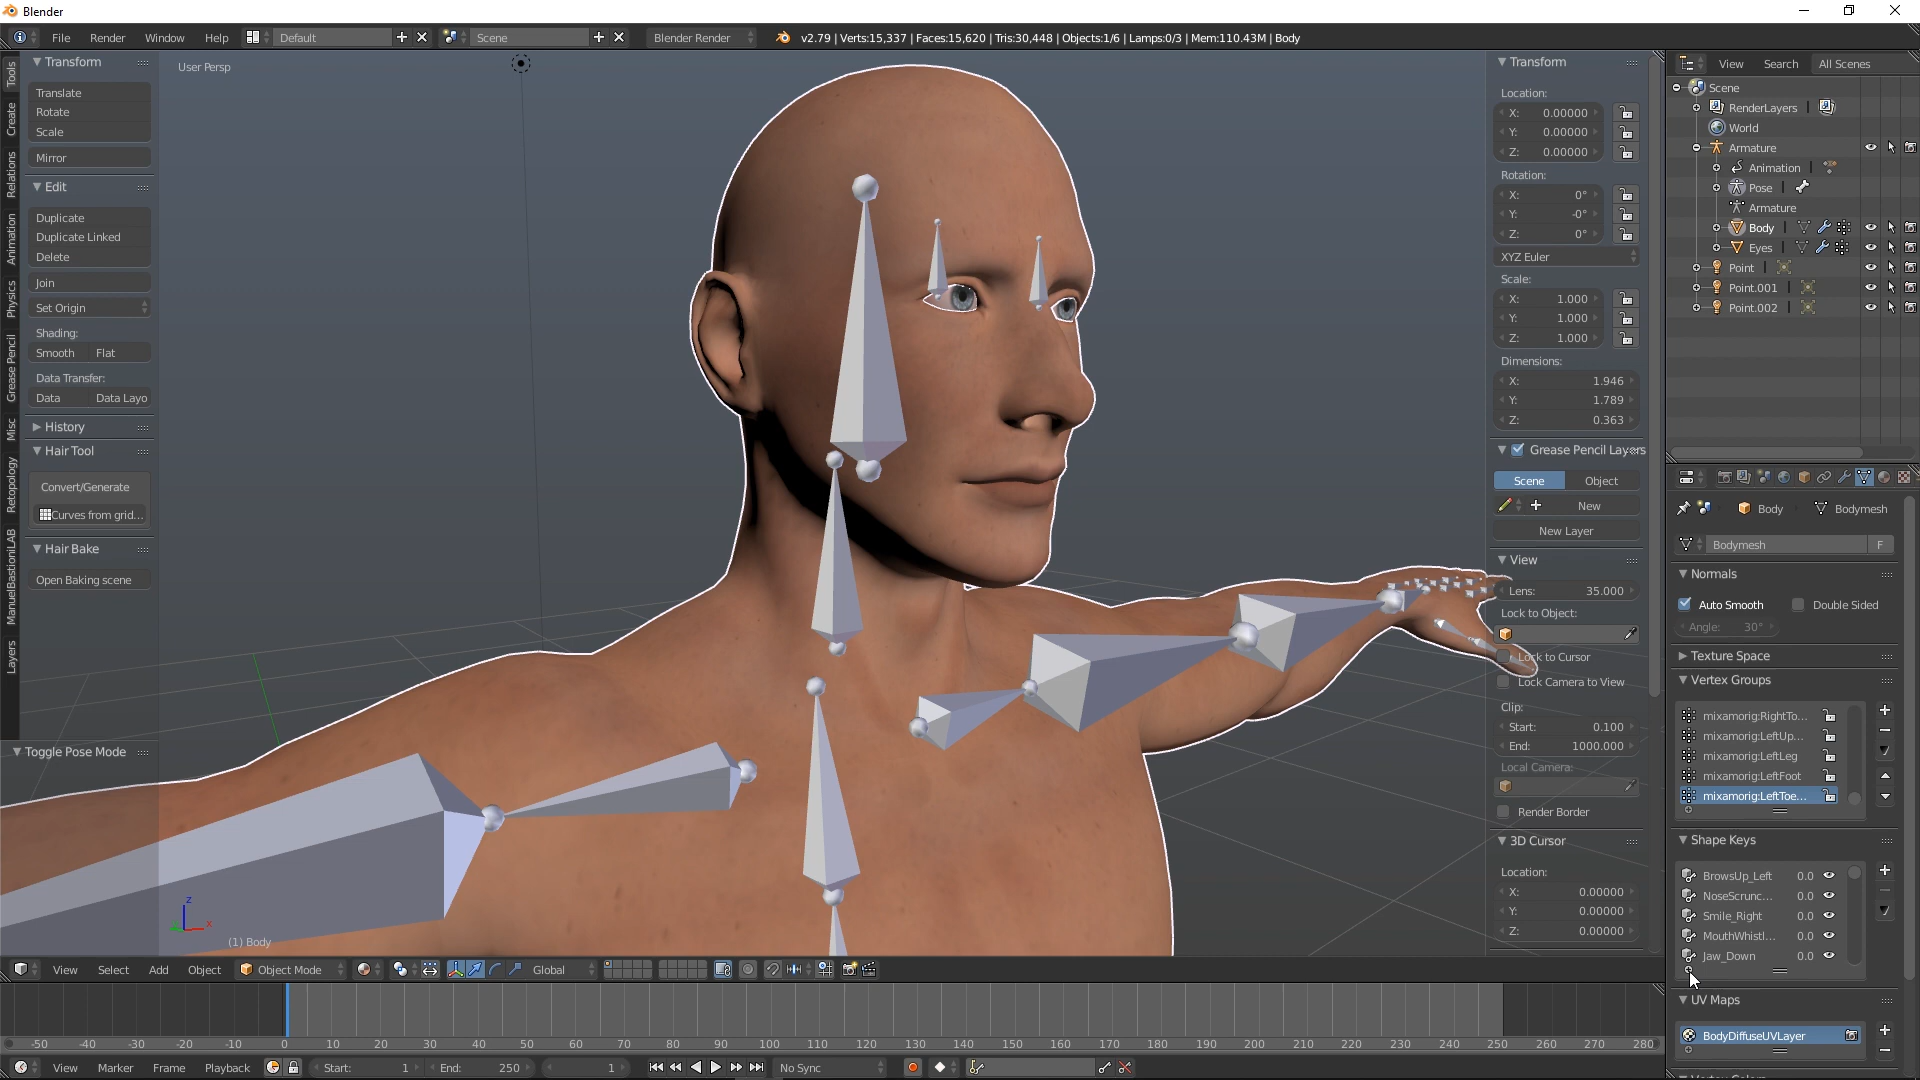 Blender
File Render Window Help Default Scene Blender Render v2.79 | Verts:15,337 | Faces:15,620 | Tris:30,448 | Objects:1/6 | Lamps:0/3 | Mem:110.43M | Body
Tools
Create
Relations
Animation
Physics
Grease Pencil
Misc
Retopology
ManuelBastioniLAB
Layers
Transform
Translate
Rotate
Scale
Mirror
Edit
Duplicate
Duplicate Linked
Delete
Join
Set Origin
Shading:
Smooth Flat
Data Transfer:
Data Data Layo
History
Hair Tool
Convert/Generate
Curves from grid...
Hair Bake
Open Baking scene
Toggle Pose Mode
User Persp
z
x
(1) Body
Transform
Location:
X: 0.00000
Y: 0.00000
Z: 0.00000
Rotation:
X: 0°
Y: -0°
Z: 0°
XYZ Euler
Scale:
X: 1.000
Y: 1.000
Z: 1.000
Dimensions:
X: 1.946
Y: 1.789
Z: 0.363
Grease Pencil Layers
Scene Object
New
New Layer
View
Lens: 35.000
Lock to Object:
Lock to Cursor
Lock Camera to View
Clip:
Start: 0.100
End: 1000.000
Local Camera:
Render Border
3D Cursor
Location:
X: 0.00000
Y: 0.00000
Z: 0.00000
View Search All Scenes
Scene
RenderLayers
World
Armature
Animation
Pose
Armature
Body
Eyes
Point
Point.001
Point.002
Body Bodymesh
Bodymesh F
Normals
Auto Smooth Double Sided
Angle: 30°
Texture Space
Vertex Groups
mixamorig:RightTo...
mixamorig:LeftUp...
mixamorig:LeftLeg
mixamorig:LeftFoot
mixamorig:LeftToe...
Shape Keys
BrowsUp_Left 0.0
NoseScrunc... 0.0
Smile_Right 0.0
MouthWhistl... 0.0
Jaw_Down 0.0
UV Maps
BodyDiffuseUVLayer
View Select Add Object Object Mode Global
-50 -40 -30 -20 -10 0 10 20 30 40 50 60 70 80 90 100 110 120 130 140 150 160 170 180 190 200 210 220 230 240 250 260 270 280
View Marker Frame Playback Start: 1 End: 250 1 No Sync